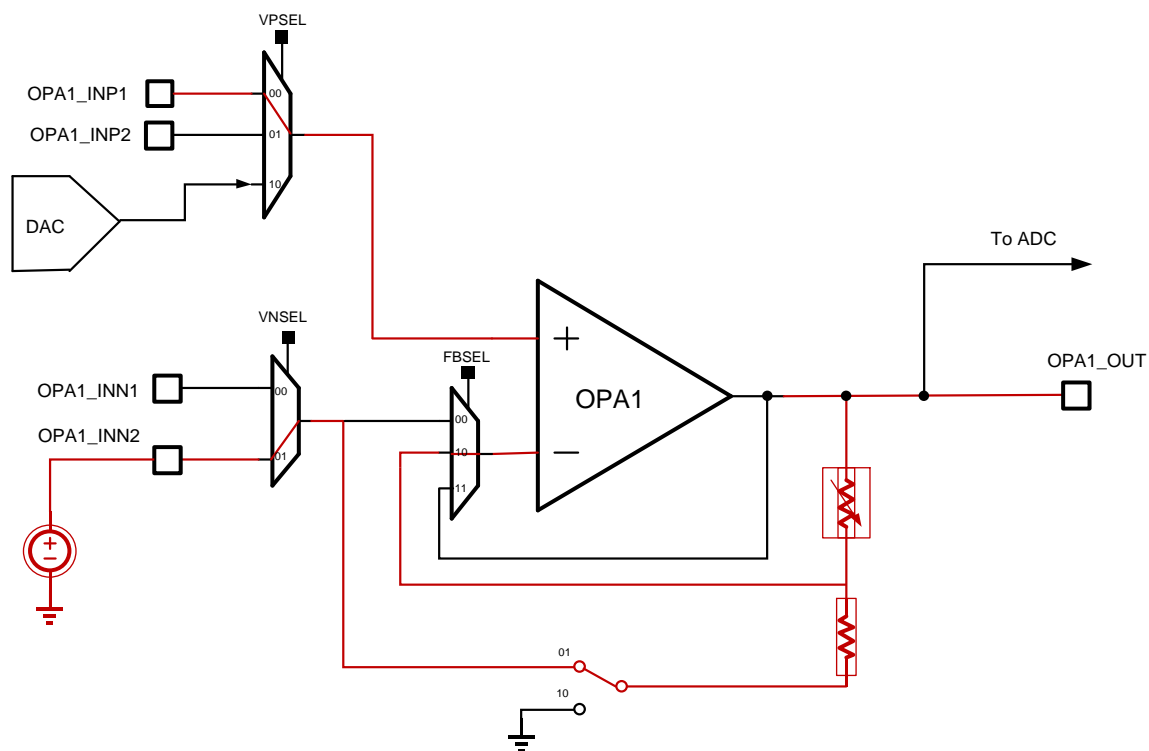 VPSEL
OPA1_INP1
00
OPA1_INP2
01
10
DAC
To ADC
VNSEL
FBSEL
OPA1_OUT
OPA1_INN1
00
OPA1
00
OPA1_INN2
01
10
11
01
10